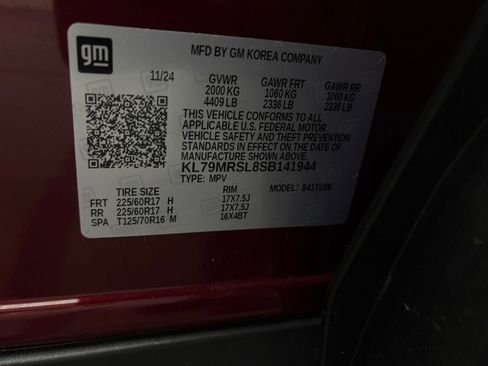 gm
MFD BY GM KOREA COMPANY
11/24 GVWR GAWR FRT GAWR RR
2000 KG 1060 KG 1060 KG
4409 LB 2336 LB 2336 LB
THIS VEHICLE CONFORMS TO ALL
APPLICABLE U.S. FEDERAL MOTOR
VEHICLE SAFETY AND THEFT PREVENTION
STANDARDS IN EFFECT ON THE DATE OF
MANUFACTURE SHOWN ABOVE.
KL79MRSL8SB141944
TYPE: MPV MODEL: 841TU56
TIRE SIZE RIM
FRT 225/60R17 H 17X7.5J
RR 225/60R17 H 17X7.5J
SPA T125/70R16 M 16X4BT